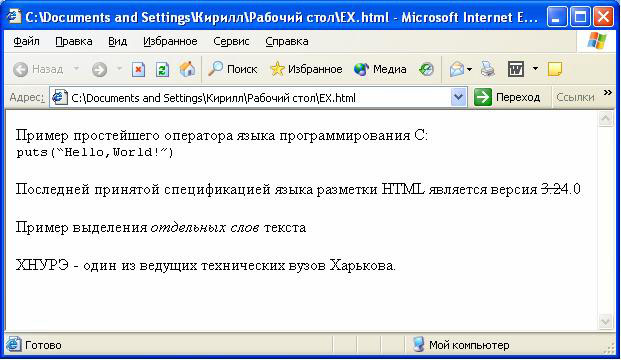 C:\Documents and Settings\Кирилл\Рабочий стол\EX.html - Microsoft Internet E...
Файл Правка Вид Избранное Сервис Справка
Назад Поиск Избранное Медиа
Адрес: C:\Documents and Settings\Кирилл\Рабочий стол\EX.html Переход Ссылки »
Пример простейшего оператора языка программирования C:
puts(“Hello,World!”)
Последней принятой спецификацией языка разметки HTML является версия 3.24.0
Пример выделения отдельных слов текста
ХНУРЭ - один из ведущих технических вузов Харькова.
Готово Мой компьютер